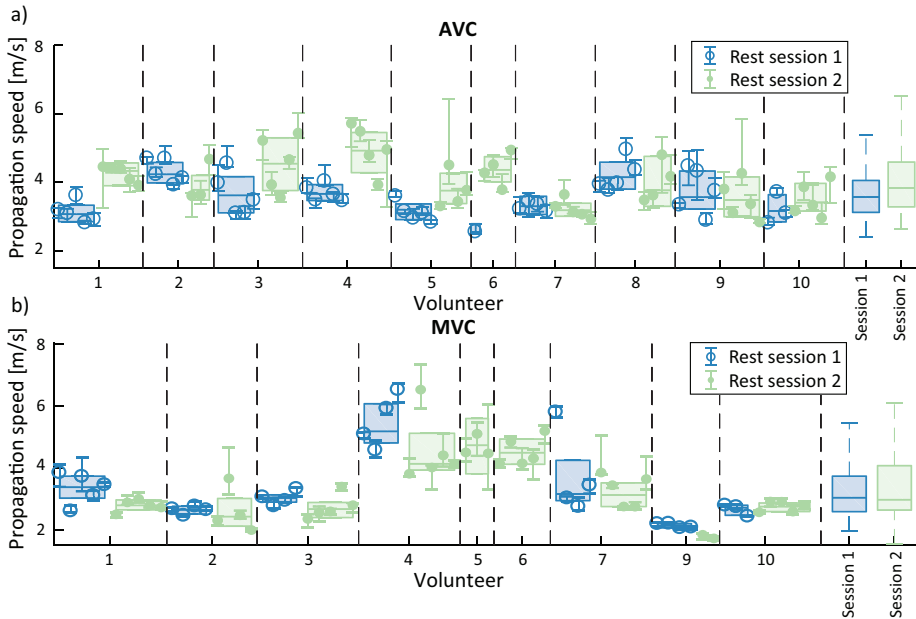 a)
AVC
Propagation speed [m/s]
8
6
4
2
Rest session 1
Rest session 2
1 2 3 4 5 6 7 8 9 10
Volunteer
Session 1
Session 2
b)
MVC
Propagation speed [m/s]
8
6
4
2
Rest session 1
Rest session 2
1 2 3 4 5 6 7 9 10
Volunteer
Session 1
Session 2